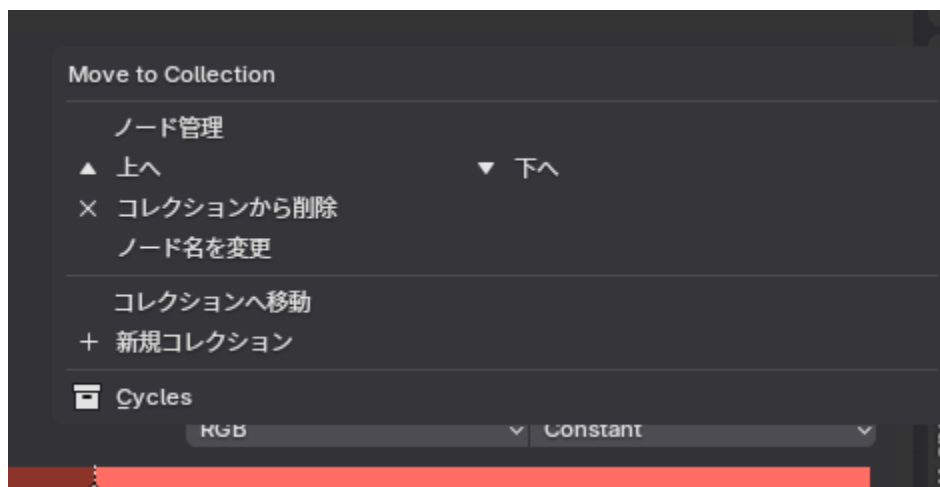 Move to Collection
ノード管理
上へ 下へ
コレクションから削除
ノード名を変更
コレクションへ移動
新規コレクション
Cycles
RGB Constant